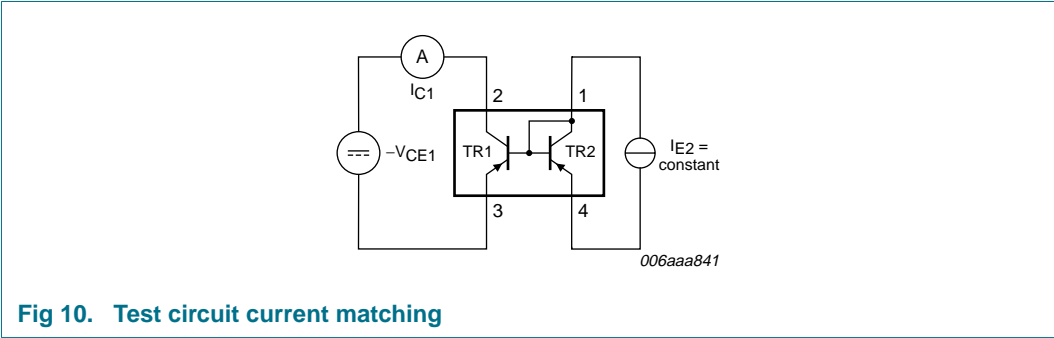 A
IC1
2
1
–VCE1
TR1
TR2
IE2 =
constant
3
4
006aaa841
Fig 10. Test circuit current matching